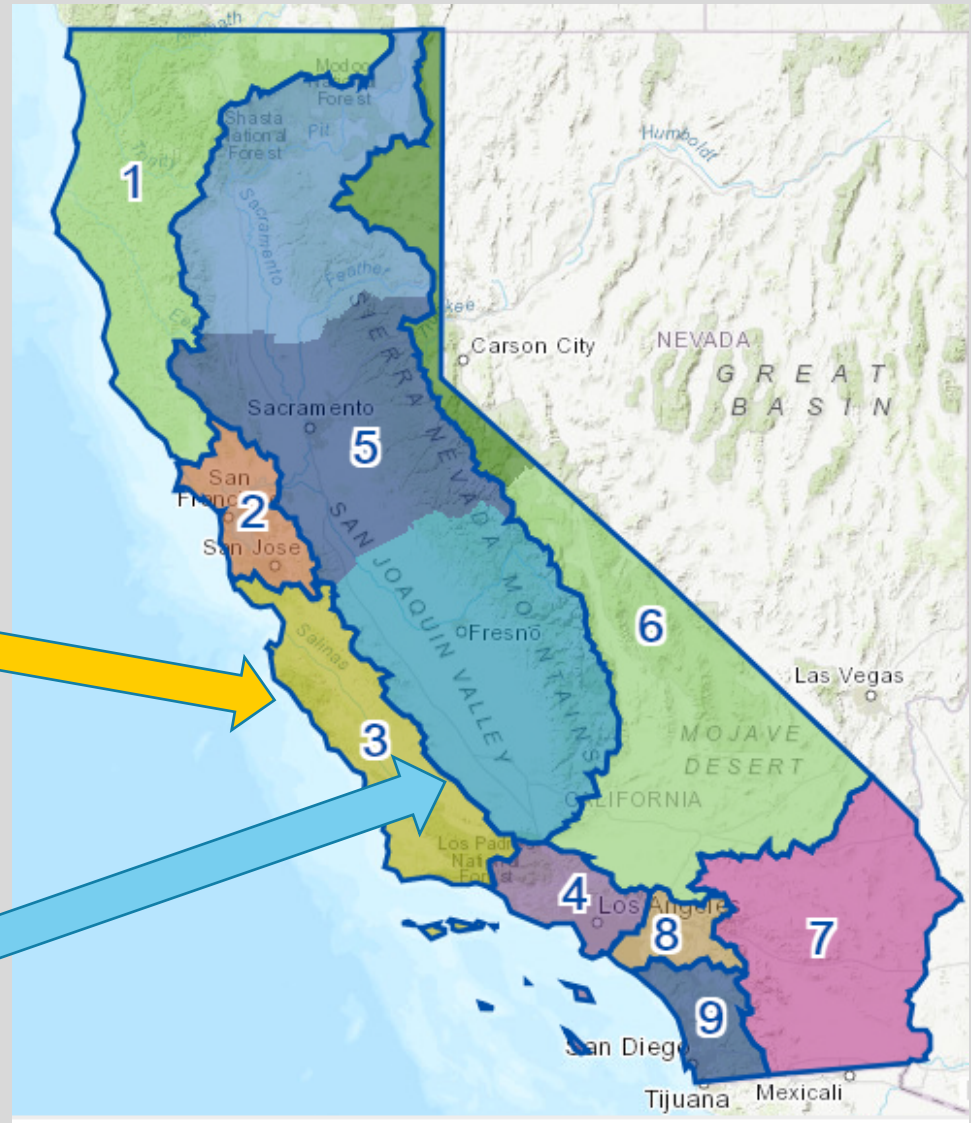 Modoc
National
Forest
Shasta
National
Forest
Pit
Humboldt
1
Trinity
Sacramento
Feather
Carson City
NEVADA
GREAT
BASIN
SIERRA NEVADA MOUNTAINS
Sacramento
5
San
2
San Jose
SAN JOAQUIN VALLEY
Salinas
Fresno
6
Las Vegas
3
MOJAVE
DESERT
CALIFORNIA
Los Padres
National
Forest
4
Los Angeles
8
7
9
San Diego
Tijuana
Mexicali